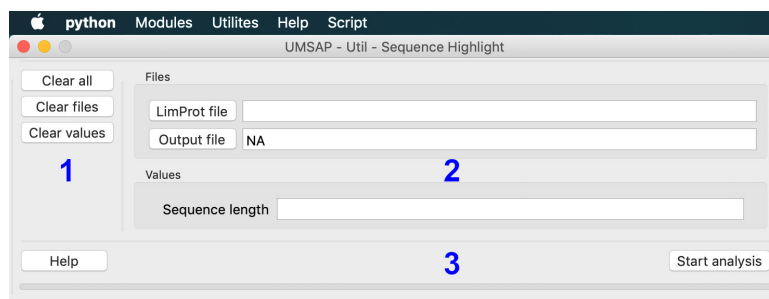 python Modules Utilites Help Script
UMSAP - Util - Sequence Highlight
Clear all
Clear files
Clear values
1
Files
LimProt file
Output file NA
2
Values
Sequence length
Help
3
Start analysis